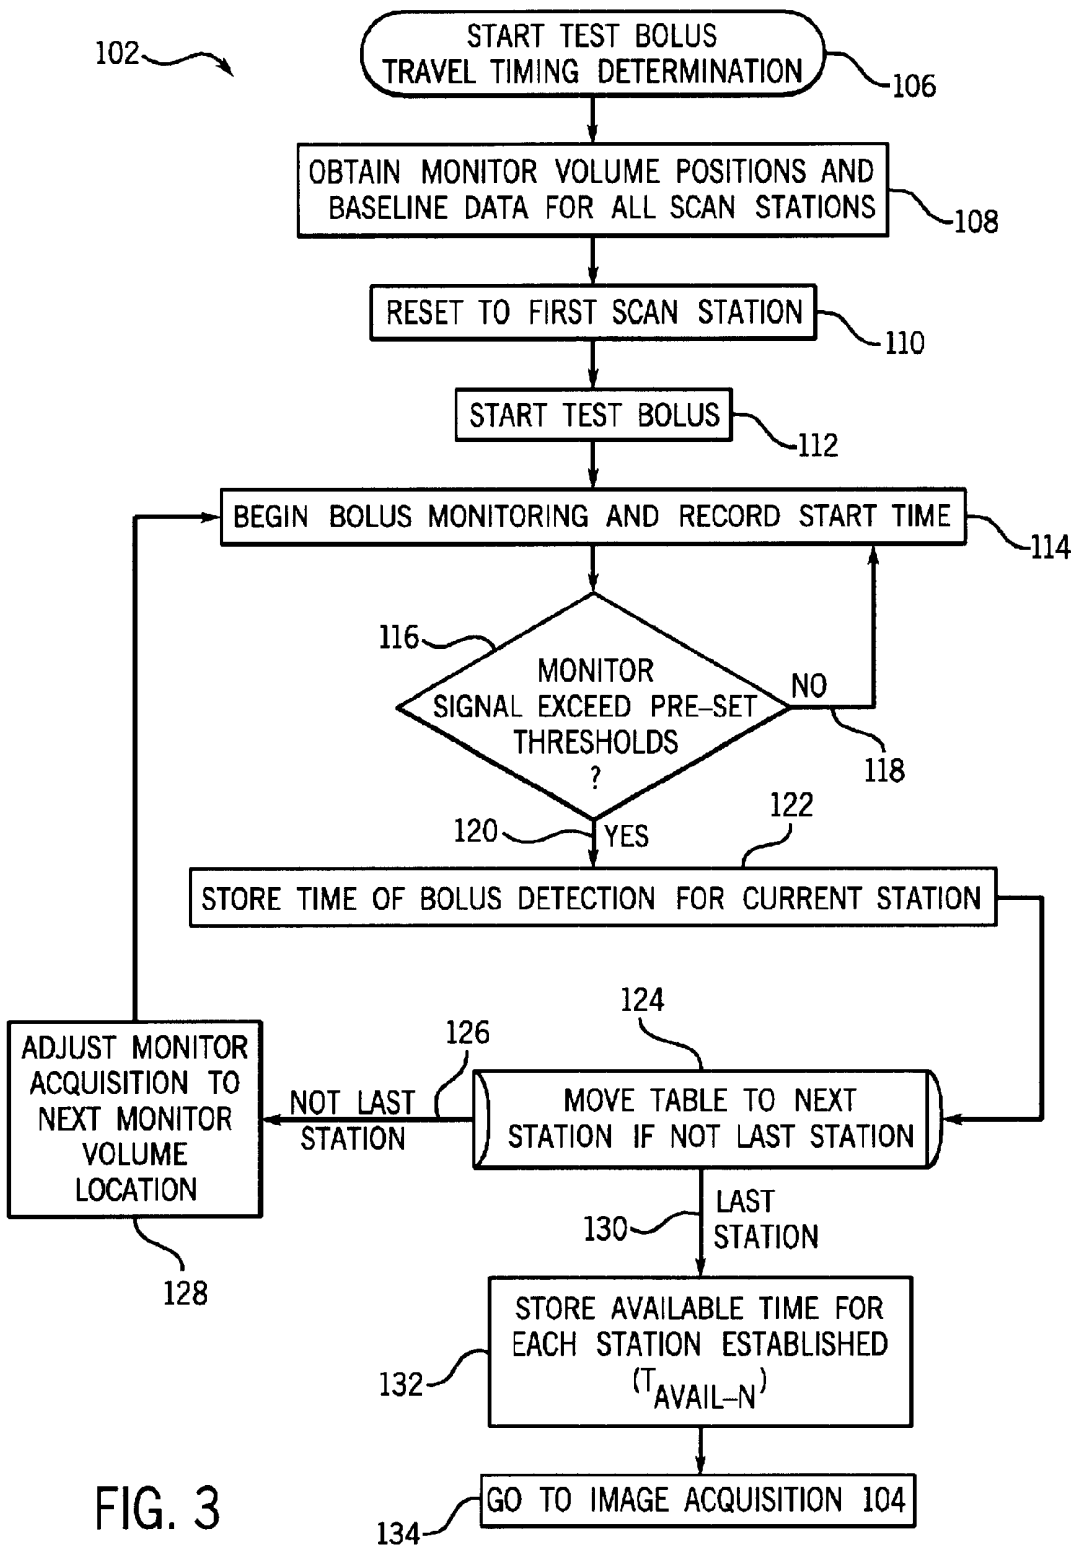 102
START TEST BOLUS
TRAVEL TIMING DETERMINATION
106
OBTAIN MONITOR VOLUME POSITIONS AND
BASELINE DATA FOR ALL SCAN STATIONS
108
RESET TO FIRST SCAN STATION
110
START TEST BOLUS
112
BEGIN BOLUS MONITORING AND RECORD START TIME
114
116
MONITOR
SIGNAL EXCEED PRE-SET
THRESHOLDS
?
NO
118
120
YES
122
STORE TIME OF BOLUS DETECTION FOR CURRENT STATION
124
MOVE TABLE TO NEXT
STATION IF NOT LAST STATION
126
NOT LAST
STATION
ADJUST MONITOR
ACQUISITION TO
NEXT MONITOR
VOLUME
LOCATION
128
130
LAST
STATION
STORE AVAILABLE TIME FOR
EACH STATION ESTABLISHED
(TAVAIL-N)
132
GO TO IMAGE ACQUISITION 104
134
FIG. 3